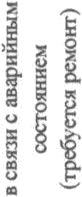 в связи с аварийным
состоянием
(требуется ремонт)